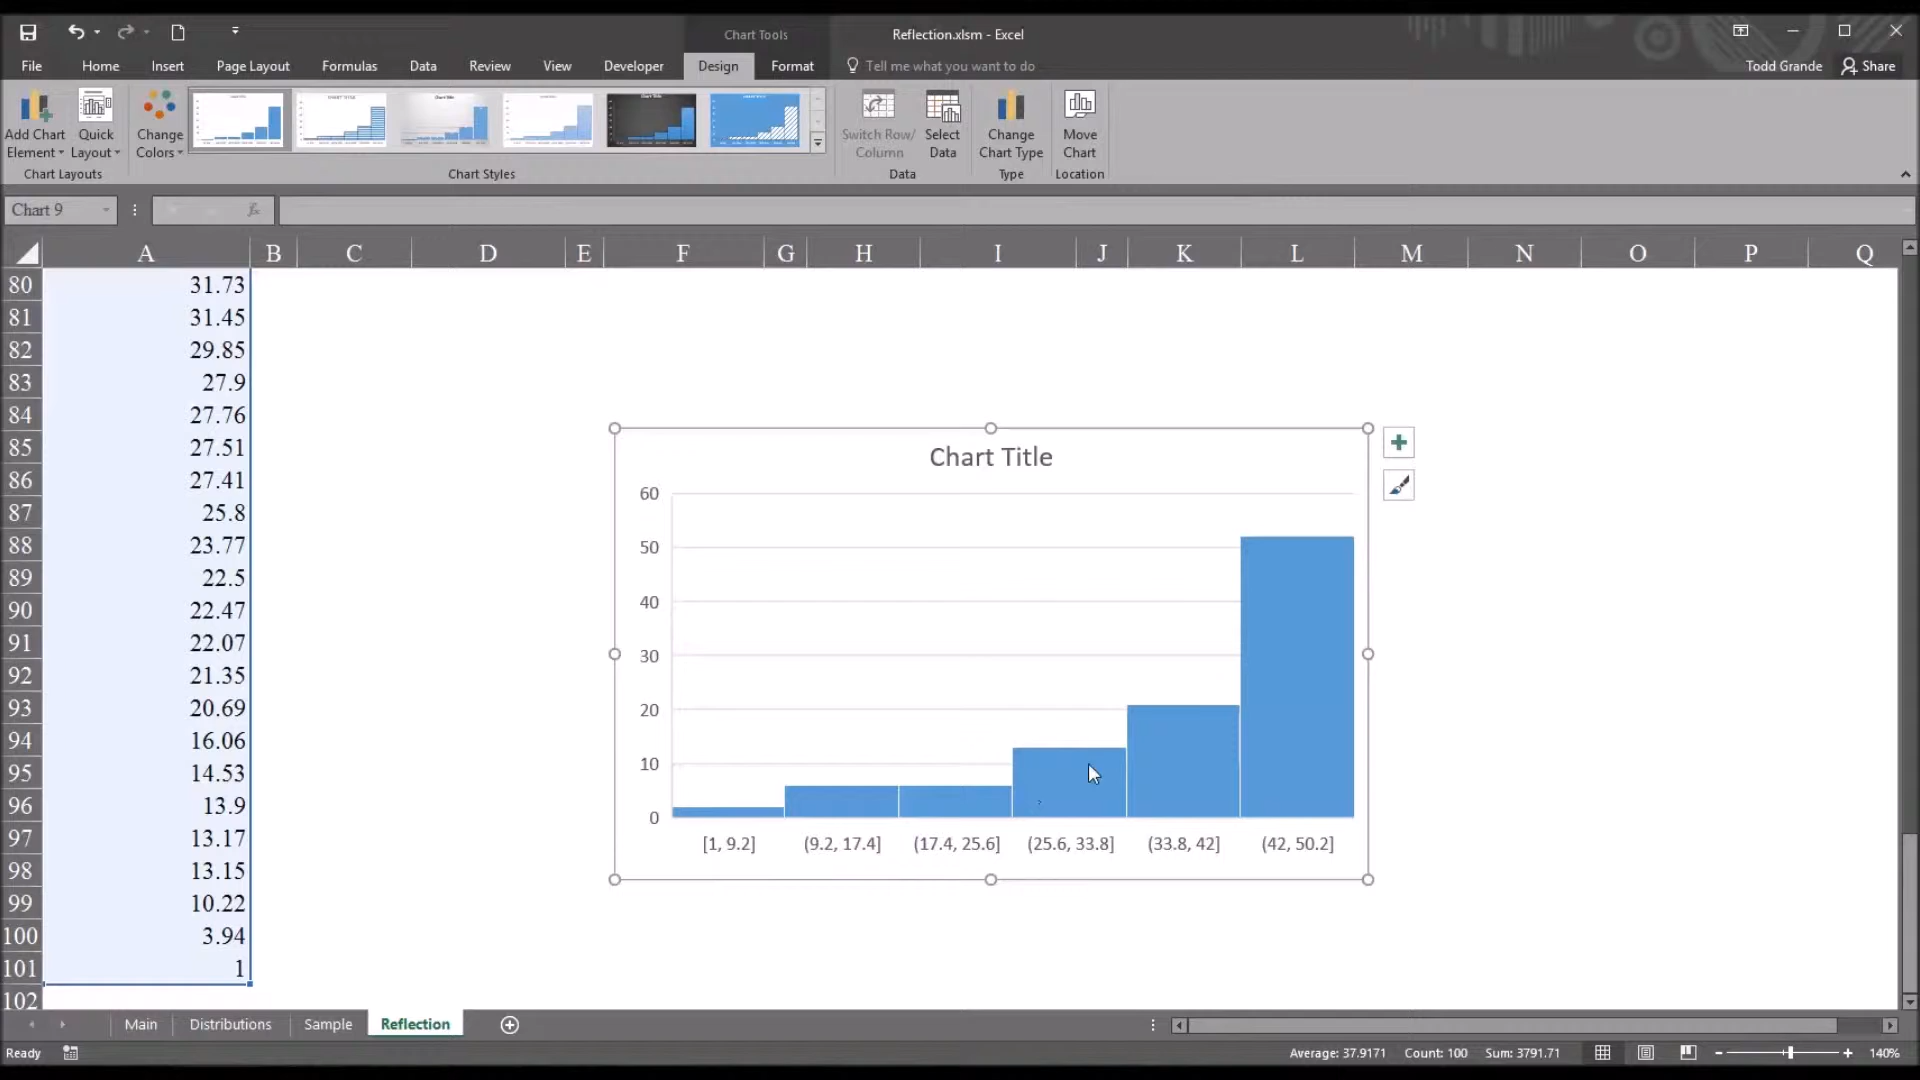 Chart Tools
Reflection.xlsm - Excel
File Home Insert Page Layout Formulas Data Review View Developer Design Format Tell me what you want to do Todd Grande Share
Add Chart Element
Quick Layout
Change Colors
Switch Row/ Column
Select Data
Change Chart Type
Move Chart
Chart Layouts Chart Styles Data Type Location
Chart 9 fx
A B C D E F G H I J K L M N O P Q
80 31.73
81 31.45
82 29.85
83 27.9
84 27.76
85 27.51
86 27.41
87 25.8
88 23.77
89 22.5
90 22.47
91 22.07
92 21.35
93 20.69
94 16.06
95 14.53
96 13.9
97 13.17
98 13.15
99 10.22
100 3.94
101 1
102
Chart Title
60
50
40
30
20
10
0
[1, 9.2] (9.2, 17.4] (17.4, 25.6] (25.6, 33.8] (33.8, 42] (42, 50.2]
Main Distributions Sample Reflection
Ready Average: 37.9171 Count: 100 Sum: 3791.71 140%